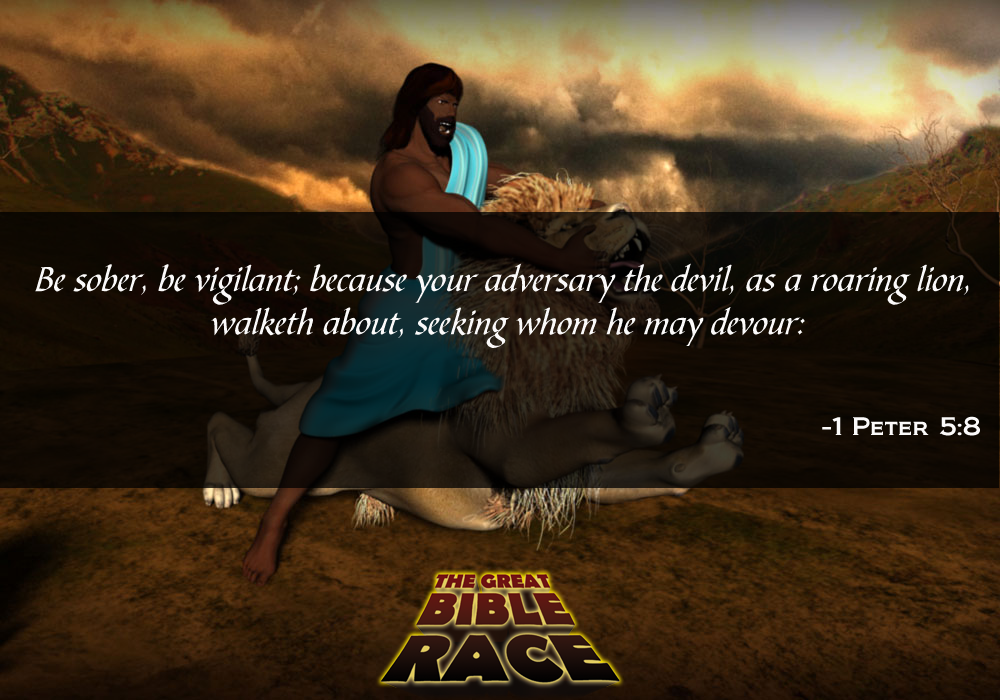 Be sober, be vigilant; because your adversary the devil, as a roaring lion,
walketh about, seeking whom he may devour:
-1 Peter 5:8
THE GREAT
BIBLE
RACE